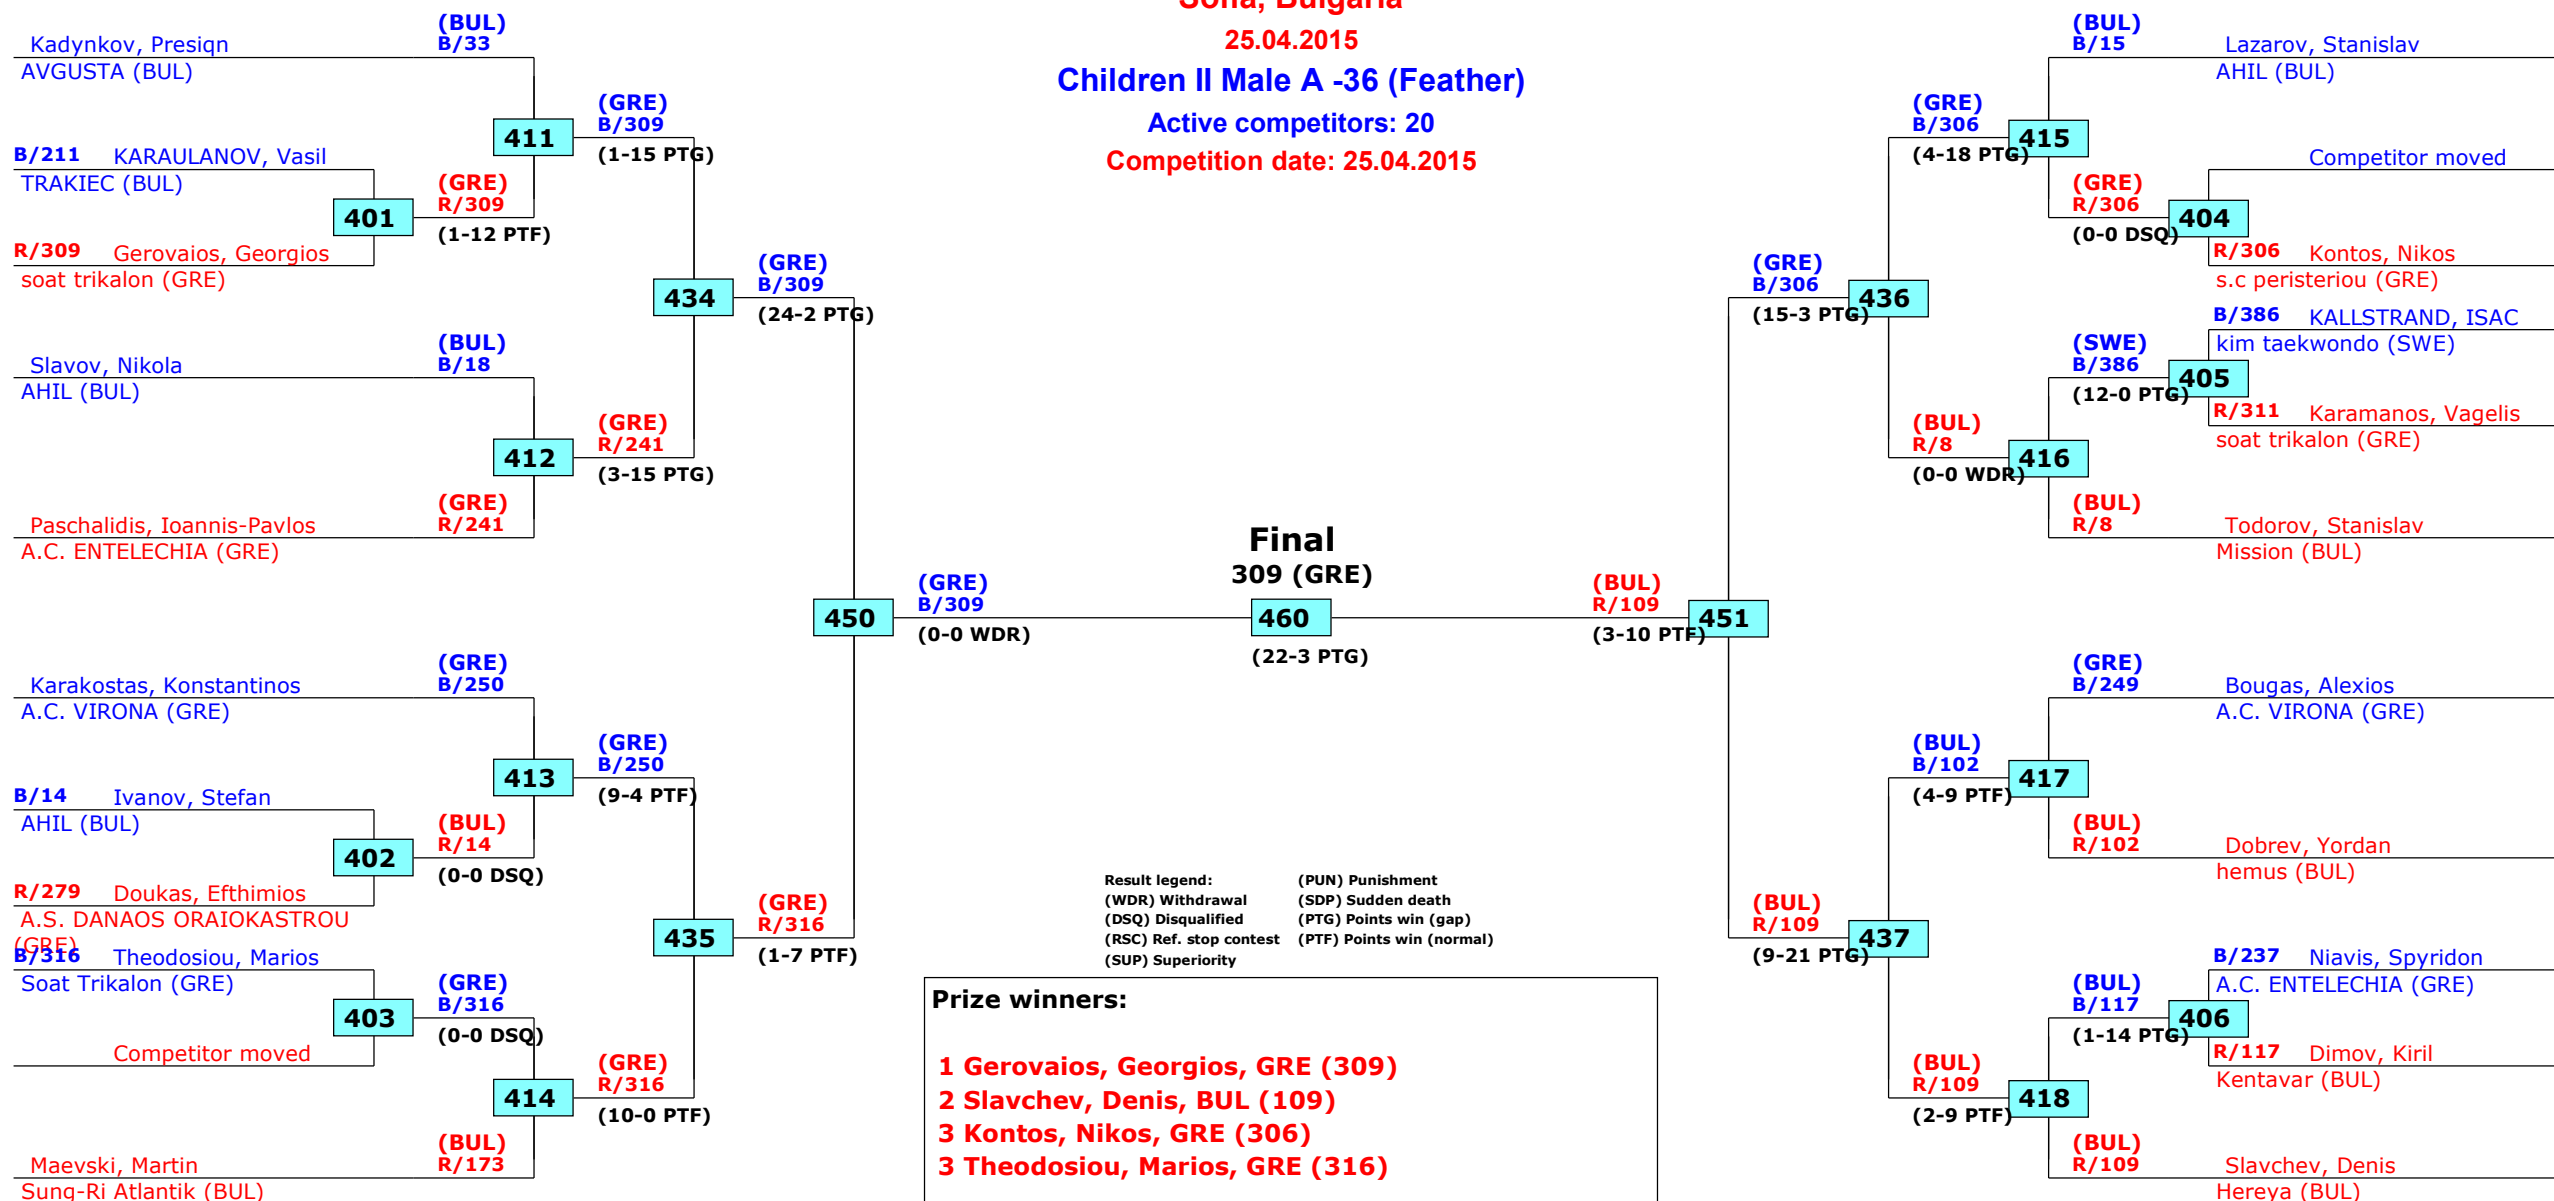 Sofia, Bulgaria
25.04.2015
Children II Male A -36 (Feather)
Active competitors: 20
Competition date: 25.04.2015
Kadynkov, Presiqn
AVGUSTA (BUL)
(BUL)
B/33
411
(GRE)
B/309
(1-15 PTG)
B/211 KARAULANOV, Vasil
TRAKIEC (BUL)
401
(GRE)
R/309
(1-12 PTF)
R/309 Gerovaios, Georgios
soat trikalon (GRE)
434
(GRE)
B/309
(24-2 PTG)
Slavov, Nikola
AHIL (BUL)
(BUL)
B/18
412
(GRE)
R/241
(3-15 PTG)
Paschalidis, Ioannis-Pavlos
A.C. ENTELECHIA (GRE)
(GRE)
R/241
450
(GRE)
B/309
(0-0 WDR)
Karakostas, Konstantinos
A.C. VIRONA (GRE)
(GRE)
B/250
413
(GRE)
B/250
(9-4 PTF)
B/14 Ivanov, Stefan
AHIL (BUL)
402
(BUL)
R/14
(0-0 DSQ)
R/279 Doukas, Efthimios
A.S. DANAOS ORAIOKASTROU
(GRE)
435
(GRE)
R/316
(1-7 PTF)
B/316 Theodosiou, Marios
Soat Trikalon (GRE)
403
(GRE)
B/316
(0-0 DSQ)
Competitor moved
414
(GRE)
R/316
(10-0 PTF)
Maevski, Martin
Sung-Ri Atlantik (BUL)
(BUL)
R/173
Final
309 (GRE)
460
(22-3 PTG)
(BUL)
R/109
(3-10 PTF)
451
(BUL)
B/15
Lazarov, Stanislav
AHIL (BUL)
(GRE)
B/306
(4-18 PTG)
415
Competitor moved
(GRE)
R/306
(0-0 DSQ)
404
R/306 Kontos, Nikos
s.c peristeriou (GRE)
(GRE)
B/306
(15-3 PTG)
436
B/386 KALLSTRAND, ISAC
kim taekwondo (SWE)
(SWE)
B/386
(12-0 PTG)
405
R/311 Karamanos, Vagelis
soat trikalon (GRE)
(BUL)
R/8
(0-0 WDR)
416
(BUL)
R/8
Todorov, Stanislav
Mission (BUL)
(GRE)
B/249
Bougas, Alexios
A.C. VIRONA (GRE)
(BUL)
B/102
(4-9 PTF)
417
(BUL)
R/102
Dobrev, Yordan
hemus (BUL)
(BUL)
R/109
(9-21 PTG)
437
B/237 Niavis, Spyridon
A.C. ENTELECHIA (GRE)
(BUL)
B/117
(1-14 PTG)
406
R/117 Dimov, Kiril
Kentavar (BUL)
(BUL)
R/109
(2-9 PTF)
418
(BUL)
R/109
Slavchev, Denis
Hereya (BUL)
Result legend: (PUN) Punishment
(WDR) Withdrawal (SDP) Sudden death
(DSQ) Disqualified (PTG) Points win (gap)
(RSC) Ref. stop contest (PTF) Points win (normal)
(SUP) Superiority
Prize winners:
1 Gerovaios, Georgios, GRE (309)
2 Slavchev, Denis, BUL (109)
3 Kontos, Nikos, GRE (306)
3 Theodosiou, Marios, GRE (316)